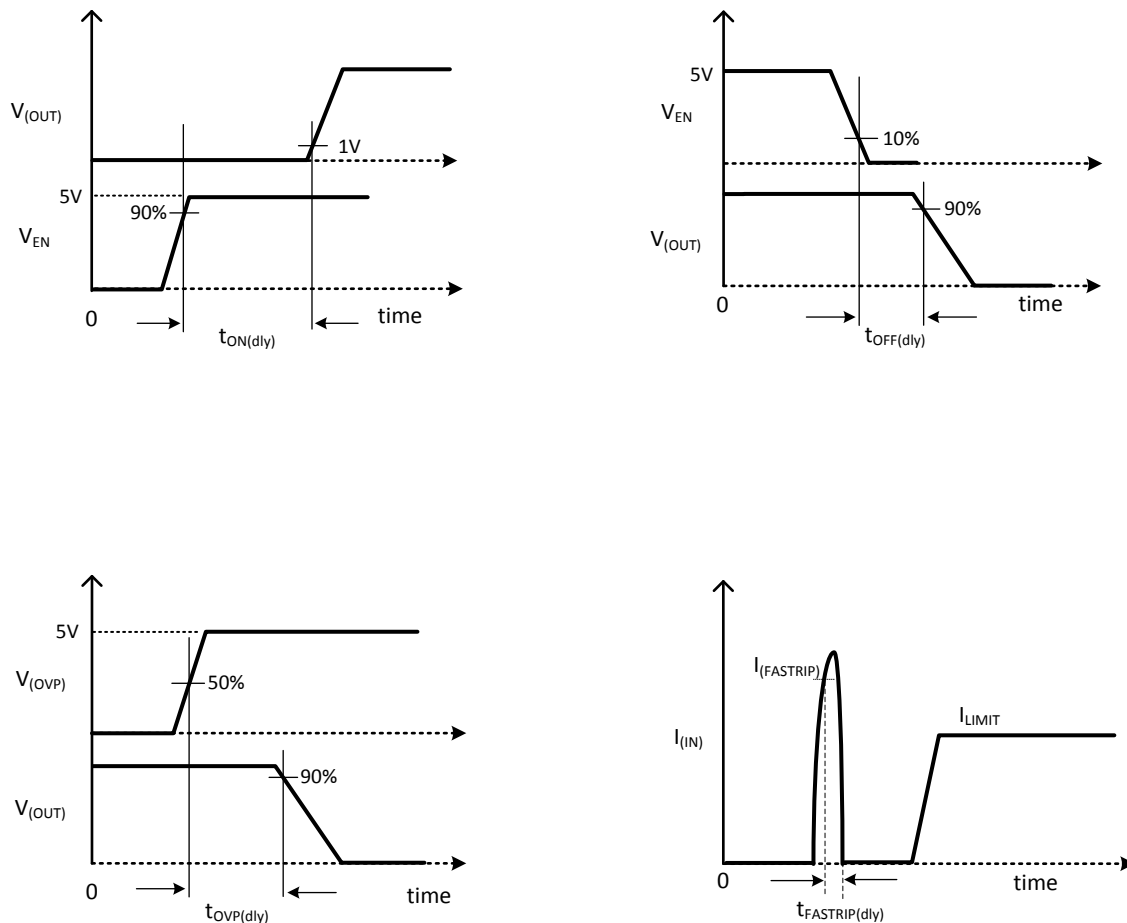 V(OUT)
1V
5V
90%
VEN
0
time
tON(dly)
5V
VEN
10%
90%
V(OUT)
0
time
tOFF(dly)
5V
V(OVP)
50%
90%
V(OUT)
0
time
tOVP(dly)
I(FASTRIP)
ILIMIT
I(IN)
0
time
tFASTRIP(dly)